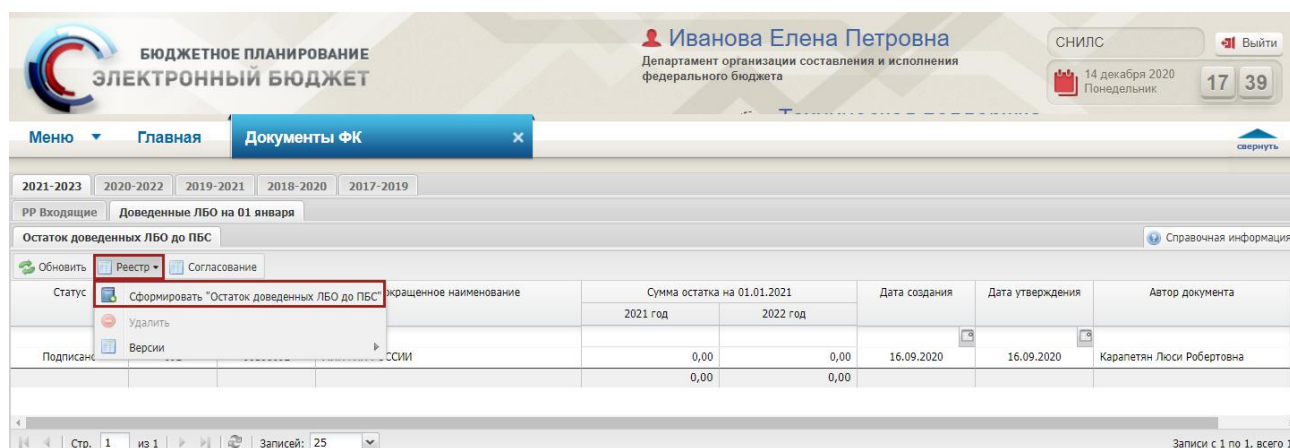 БЮДЖЕТНОЕ ПЛАНИРОВАНИЕ
ЭЛЕКТРОННЫЙ БЮДЖЕТ
Иванова Елена Петровна
Департамент организации составления и исполнения
федерального бюджета
СНИЛС
Выйти
14 декабря 2020
Понедельник
17 39
Меню Главная Документы ФК ×
свернуть
2021-2023 2020-2022 2019-2021 2018-2020 2017-2019
РР Входящие Доведенные ЛБО на 01 января
Остаток доведенных ЛБО до ПБС Справочная информация
Обновить Реестр Согласование
Статус Сформировать "Остаток доведенных ЛБО до ПБС" окращенное наименование Сумма остатка на 01.01.2021 Дата создания Дата утверждения Автор документа
2021 год 2022 год
Удалить
Версии
Подписано 0,00 0,00 16.09.2020 16.09.2020 Карапетян Люси Робертовна
0,00 0,00
Стр. 1 из 1 Записей: 25 Записи с 1 по 1, всего 1